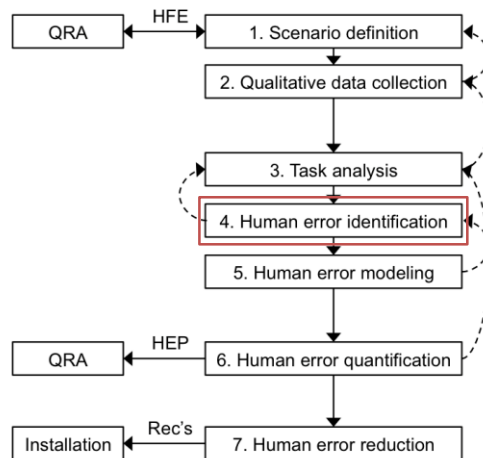 QRA
HFE
1. Scenario definition
2. Qualitative data collection
3. Task analysis
4. Human error identification
5. Human error modeling
QRA
HEP
6. Human error quantification
Installation
Rec's
7. Human error reduction